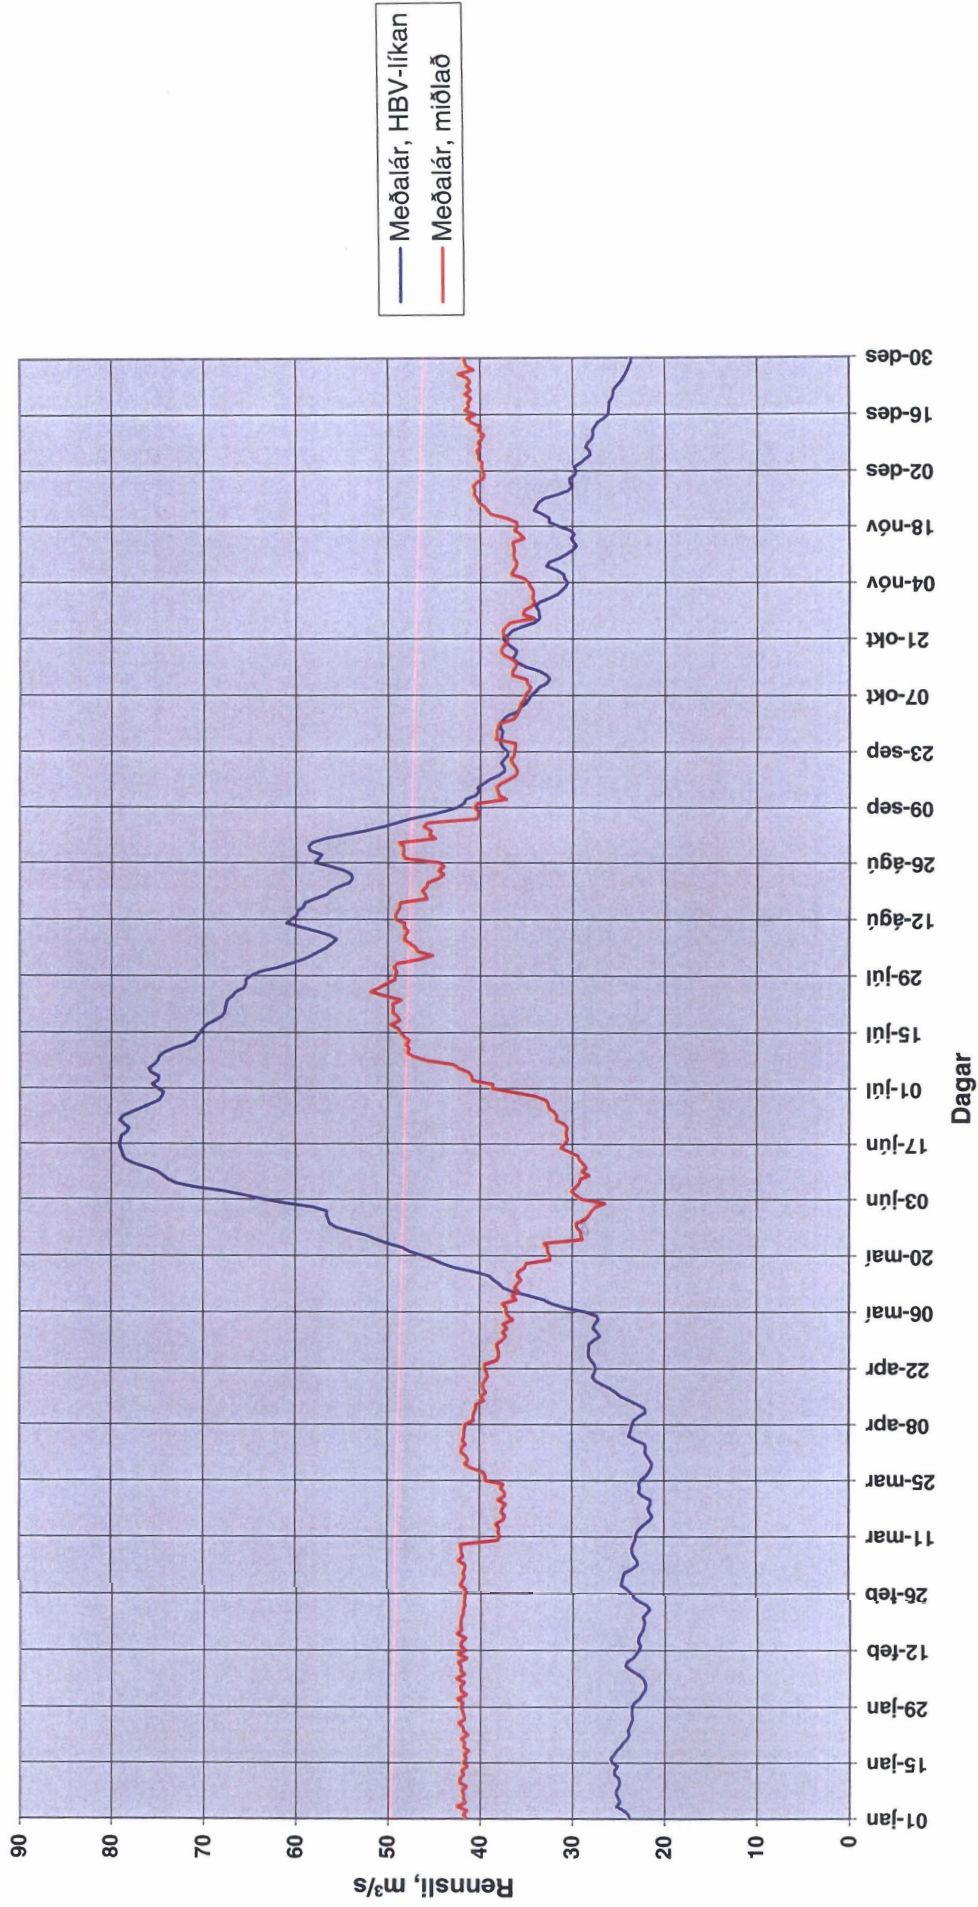 Rennsli, m³/s
90
80
70
60
50
40
30
20
10
0
01-jan
15-jan
29-jan
12-feb
26-feb
11-mar
25-mar
08-apr
22-apr
06-maí
20-maí
03-jún
17-jún
01-júl
15-júl
29-júl
12-ágú
26-ágú
09-sep
23-sep
07-okt
21-okt
04-nóv
18-nóv
02-des
16-des
30-des
Dagar
Meðalár, HBV-líkan
Meðalár, miðlað